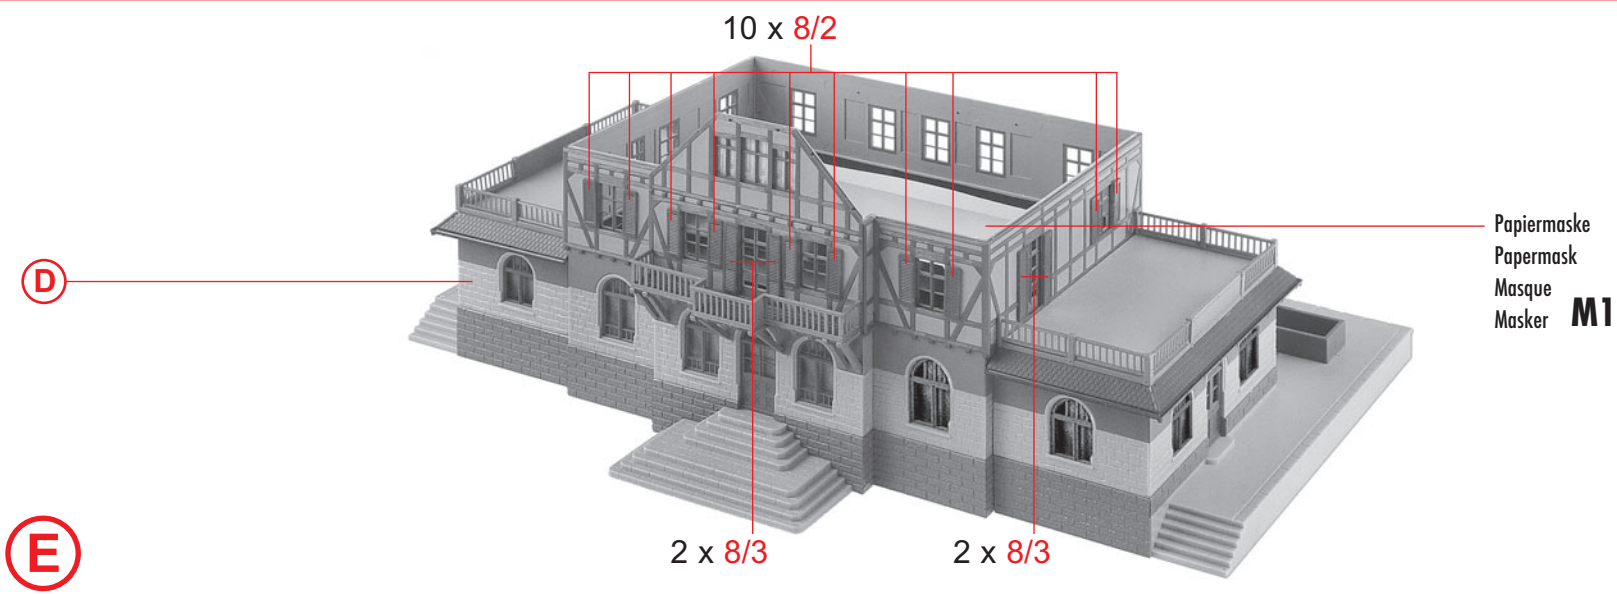 10 x 8/2
Papiermaske
Papermask
Masque
Masker M1
D
2 x 8/3
2 x 8/3
E